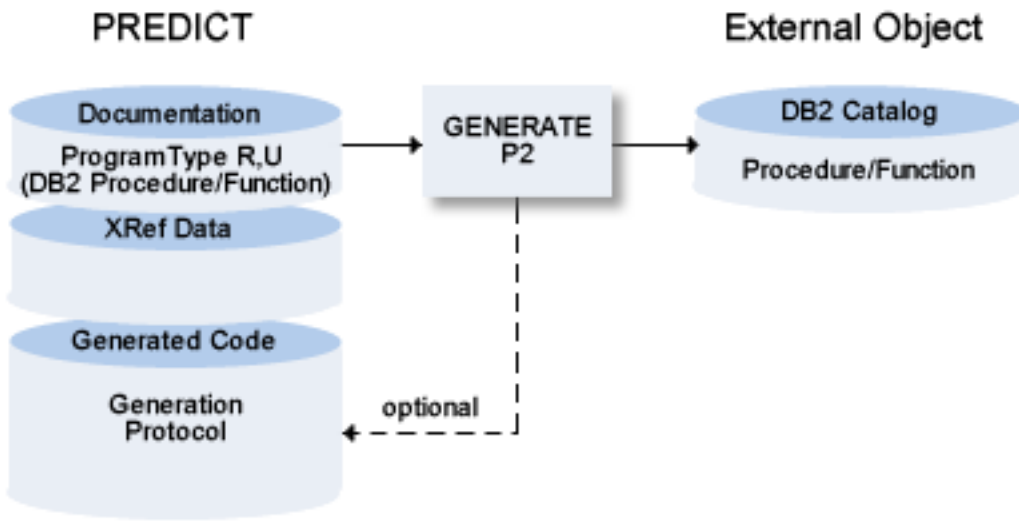 PREDICT
External Object
Documentation
ProgramType R,U
(DB2 Procedure/Function)
XRef Data
Generated Code
Generation
Protocol
GENERATE
P2
optional
DB2 Catalog
Procedure/Function